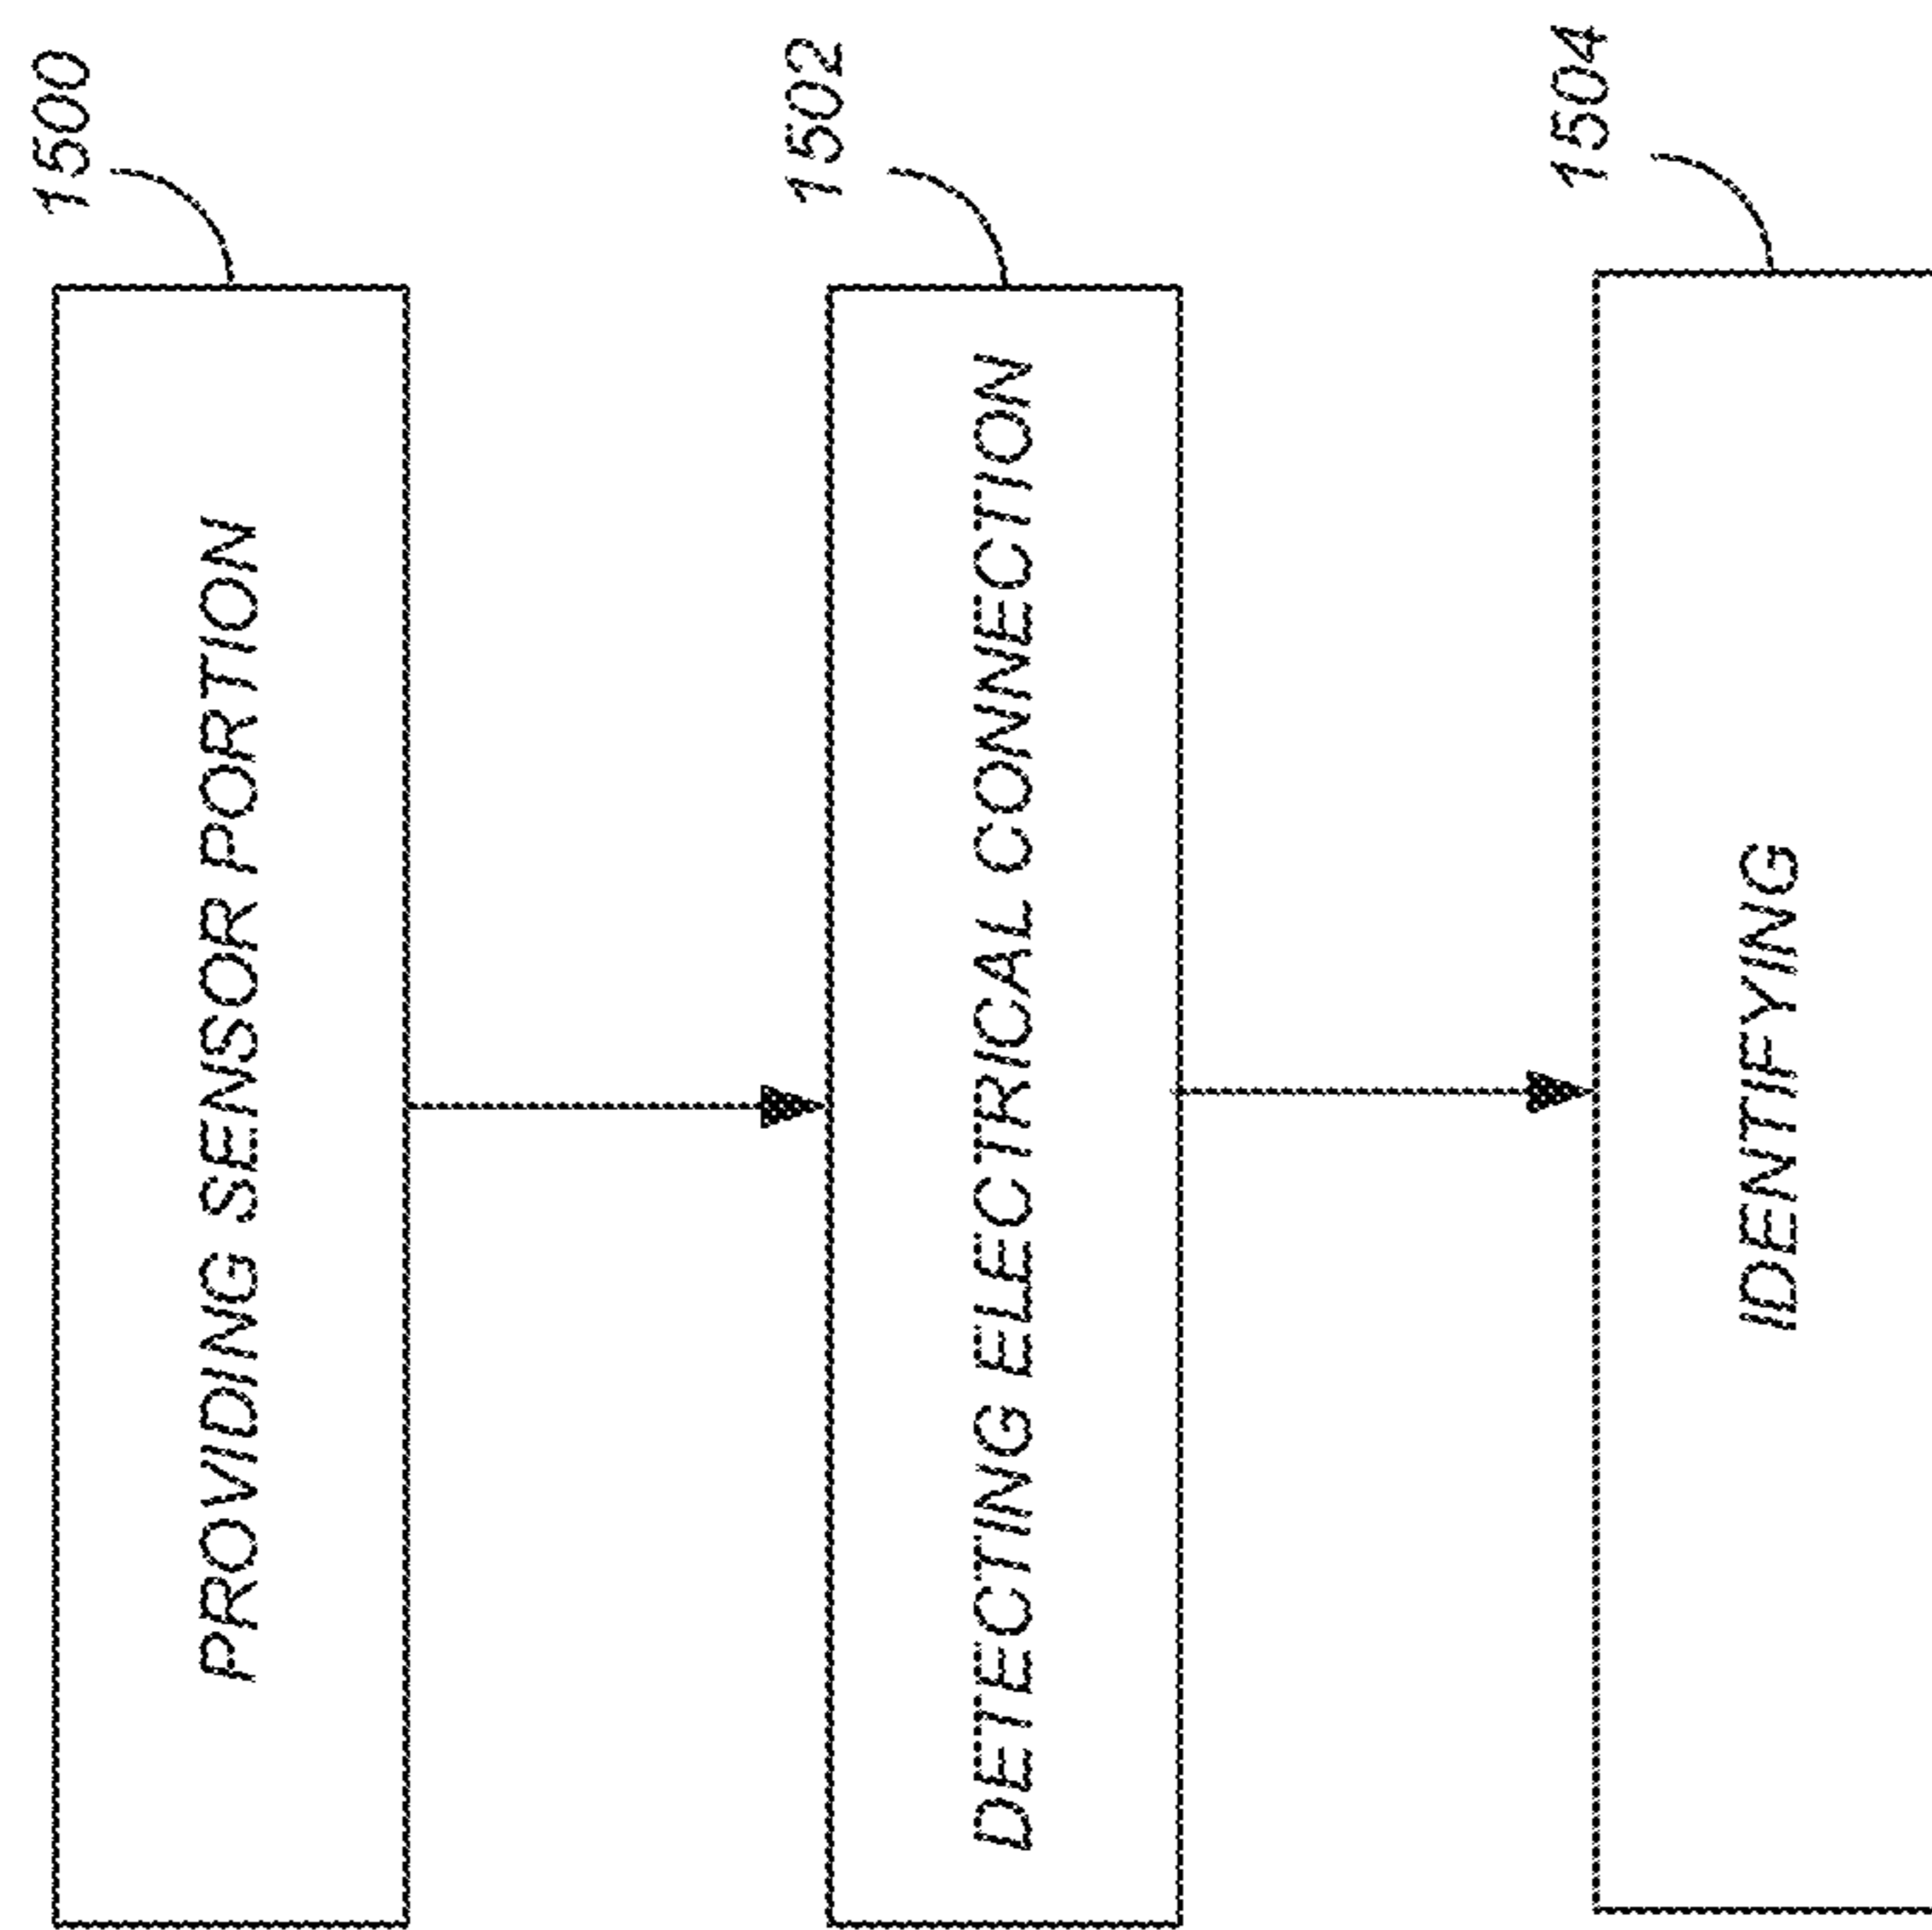 1500
PROVIDING SENSOR PORTION
1502
DETECTING ELECTRICAL CONNECTION
1504
IDENTIFYING